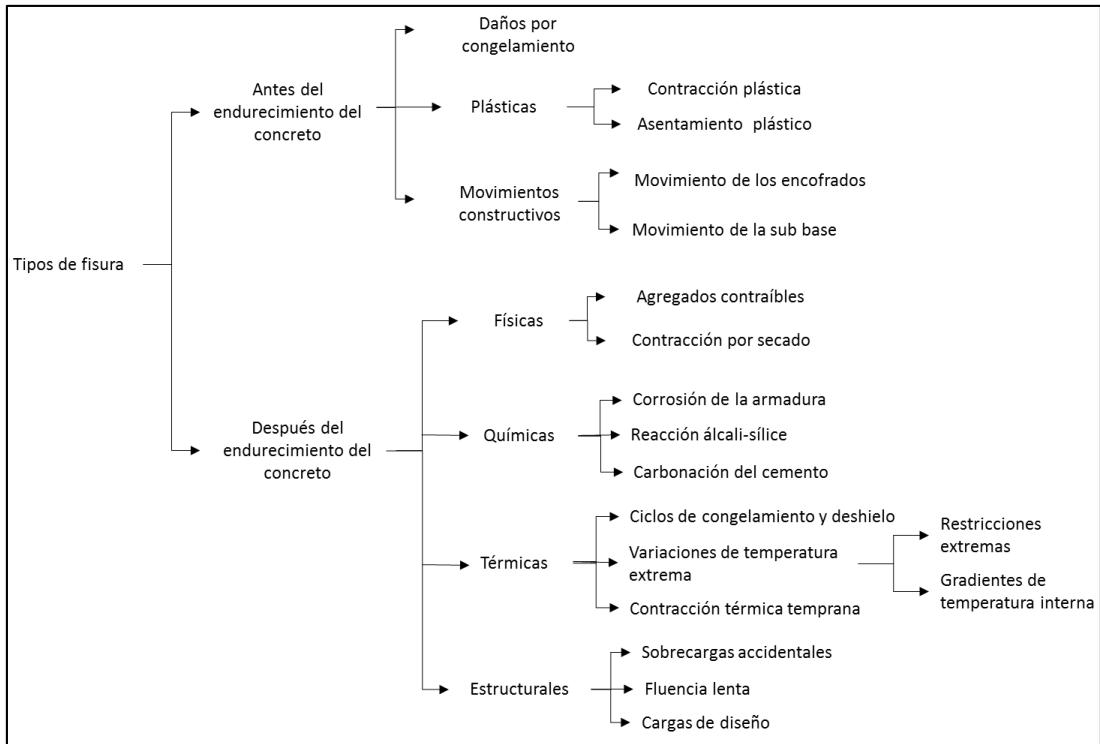 Tipos de fisura
Antes del
endurecimiento del
concreto
Daños por
congelamiento
Plásticas
Contracción plástica
Asentamiento plástico
Movimientos
constructivos
Movimiento de los encofrados
Movimiento de la sub base
Después del
endurecimiento del
concreto
Físicas
Agregados contraíbles
Contracción por secado
Químicas
Corrosión de la armadura
Reacción álcali-sílice
Carbonación del cemento
Térmicas
Ciclos de congelamiento y deshielo
Variaciones de temperatura
extrema
Restricciones
extremas
Gradientes de
temperatura interna
Contracción térmica temprana
Estructurales
Sobrecargas accidentales
Fluencia lenta
Cargas de diseño